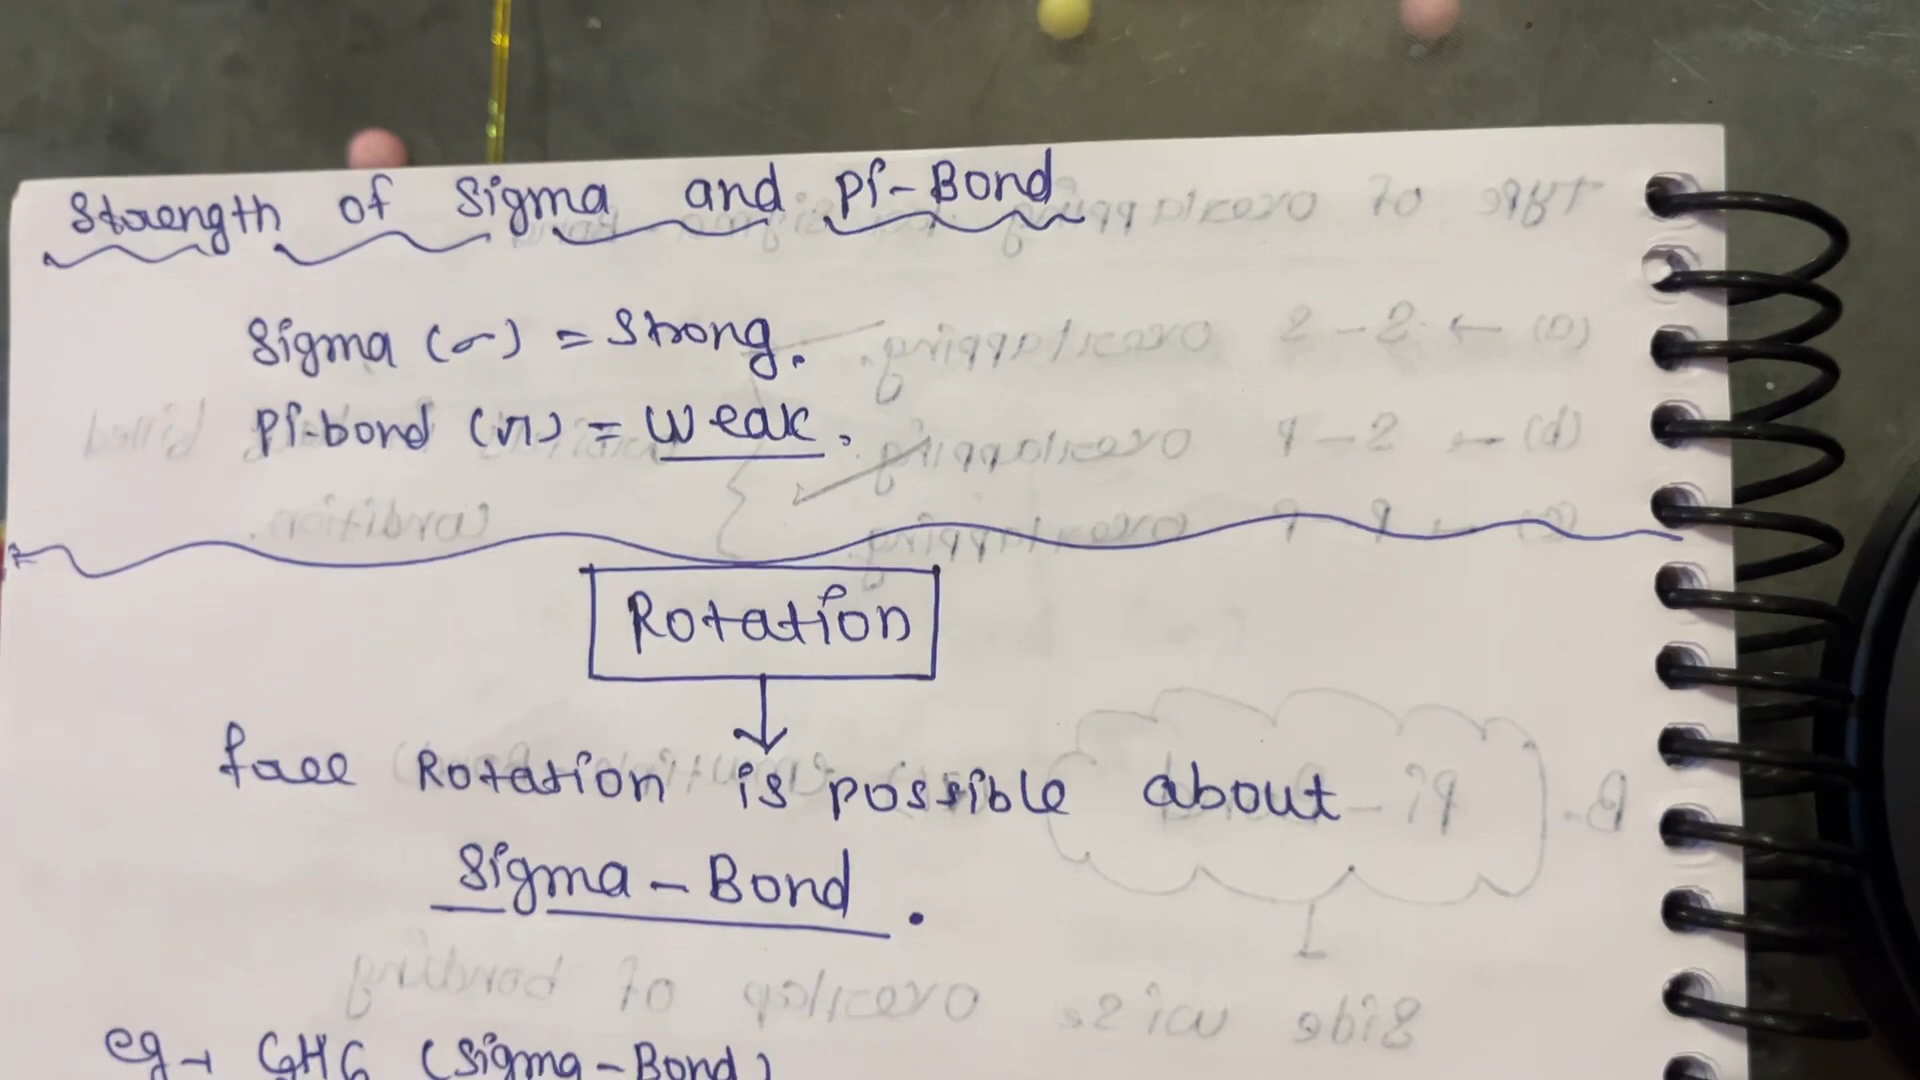 Strength of Sigma and Pi-Bond
Sigma (σ) = Strong.
Pi-bond (π) = weak.
Rotation
free Rotation is possible about
Sigma - Bond.
eg → C2H6 (Sigma - Bond)